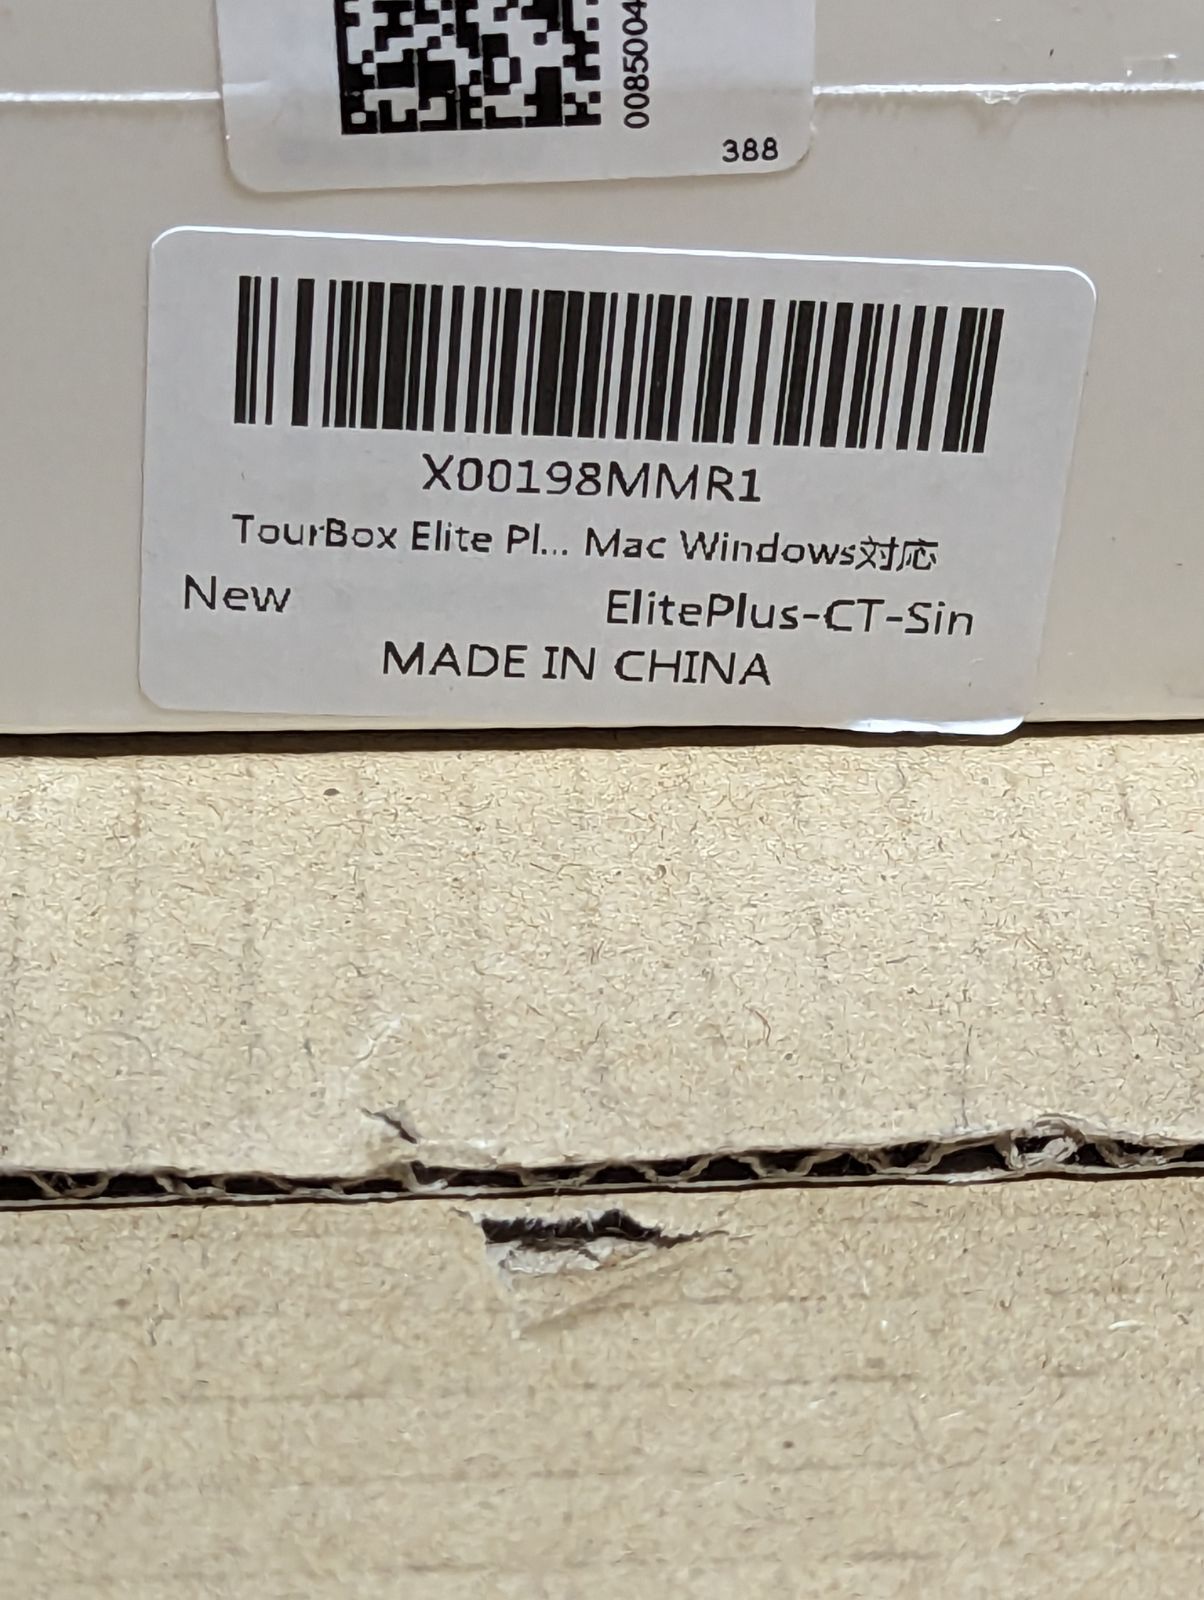 0085004
388
X00198MMR1
TourBox Elite Pl... Mac Windows対応
New ElitePlus-CT-Sin
MADE IN CHINA